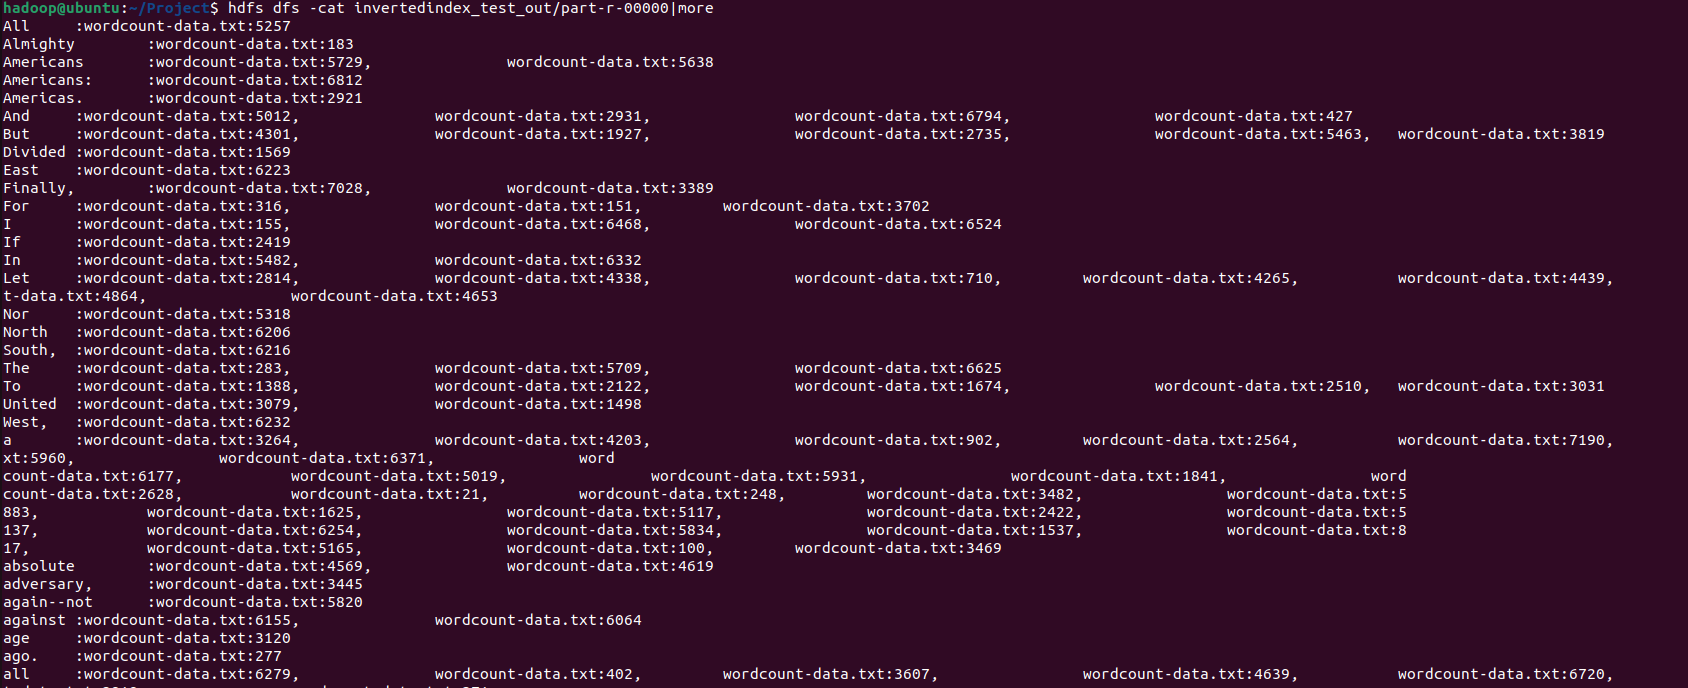 hadoop@ubuntu:~/Project$ hdfs dfs -cat invertedindex_test_out/part-r-00000|more
All :wordcount-data.txt:5257
Almighty :wordcount-data.txt:183
Americans :wordcount-data.txt:5729, wordcount-data.txt:5638
Americans: :wordcount-data.txt:6812
Americas. :wordcount-data.txt:2921
And :wordcount-data.txt:5012, wordcount-data.txt:2931, wordcount-data.txt:6794, wordcount-data.txt:427
But :wordcount-data.txt:4301, wordcount-data.txt:1927, wordcount-data.txt:2735, wordcount-data.txt:5463, wordcount-data.txt:3819
Divided :wordcount-data.txt:1569
East :wordcount-data.txt:6223
Finally, :wordcount-data.txt:7028, wordcount-data.txt:3389
For :wordcount-data.txt:316, wordcount-data.txt:151, wordcount-data.txt:3702
I :wordcount-data.txt:155, wordcount-data.txt:6468, wordcount-data.txt:6524
If :wordcount-data.txt:2419
In :wordcount-data.txt:5482, wordcount-data.txt:6332
Let :wordcount-data.txt:2814, wordcount-data.txt:4338, wordcount-data.txt:710, wordcount-data.txt:4265, wordcount-data.txt:4439,
t-data.txt:4864, wordcount-data.txt:4653
Nor :wordcount-data.txt:5318
North :wordcount-data.txt:6206
South, :wordcount-data.txt:6216
The :wordcount-data.txt:283, wordcount-data.txt:5709, wordcount-data.txt:6625
To :wordcount-data.txt:1388, wordcount-data.txt:2122, wordcount-data.txt:1674, wordcount-data.txt:2510, wordcount-data.txt:3031
United :wordcount-data.txt:3079, wordcount-data.txt:1498
West, :wordcount-data.txt:6232
a :wordcount-data.txt:3264, wordcount-data.txt:4203, wordcount-data.txt:902, wordcount-data.txt:2564, wordcount-data.txt:7190,
xt:5960, wordcount-data.txt:6371, word
count-data.txt:6177, wordcount-data.txt:5019, wordcount-data.txt:5931, wordcount-data.txt:1841, word
count-data.txt:2628, wordcount-data.txt:21, wordcount-data.txt:248, wordcount-data.txt:3482, wordcount-data.txt:5
883, wordcount-data.txt:1625, wordcount-data.txt:5117, wordcount-data.txt:2422, wordcount-data.txt:5
137, wordcount-data.txt:6254, wordcount-data.txt:5834, wordcount-data.txt:1537, wordcount-data.txt:8
17, wordcount-data.txt:5165, wordcount-data.txt:100, wordcount-data.txt:3469
absolute :wordcount-data.txt:4569, wordcount-data.txt:4619
adversary, :wordcount-data.txt:3445
again--not :wordcount-data.txt:5820
against :wordcount-data.txt:6155, wordcount-data.txt:6064
age :wordcount-data.txt:3120
ago. :wordcount-data.txt:277
all :wordcount-data.txt:6279, wordcount-data.txt:402, wordcount-data.txt:3607, wordcount-data.txt:4639, wordcount-data.txt:6720,